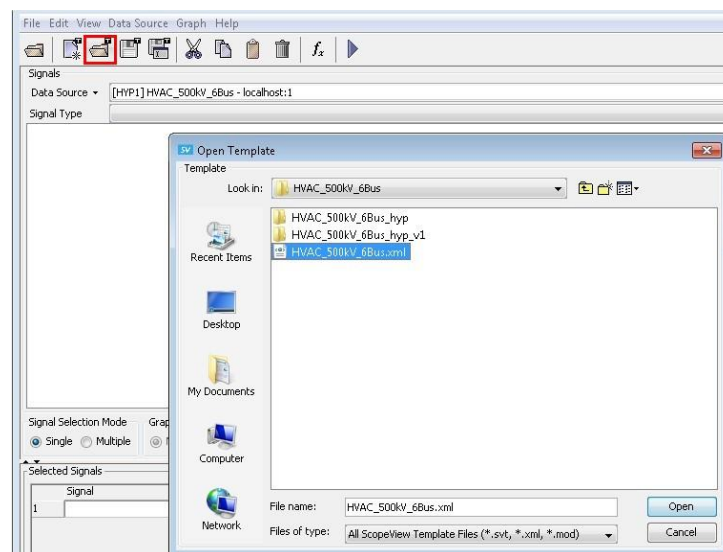 File Edit View Data Source Graph Help
fx
Signals
Data Source [HYP1] HVAC_500kV_6Bus - localhost:1
Signal Type
SV Open Template
Template
Look in: HVAC_500kV_6Bus
HVAC_500kV_6Bus_hyp
HVAC_500kV_6Bus_hyp_v1
HVAC_500kV_6Bus.xml
Recent Items
Desktop
My Documents
Computer
Network
Signal Selection Mode
Single Multiple
Selected Signals
Signal
1
File name: HVAC_500kV_6Bus.xml Open
Files of type: All ScopeView Template Files (*.svt, *.xml, *.mod) Cancel